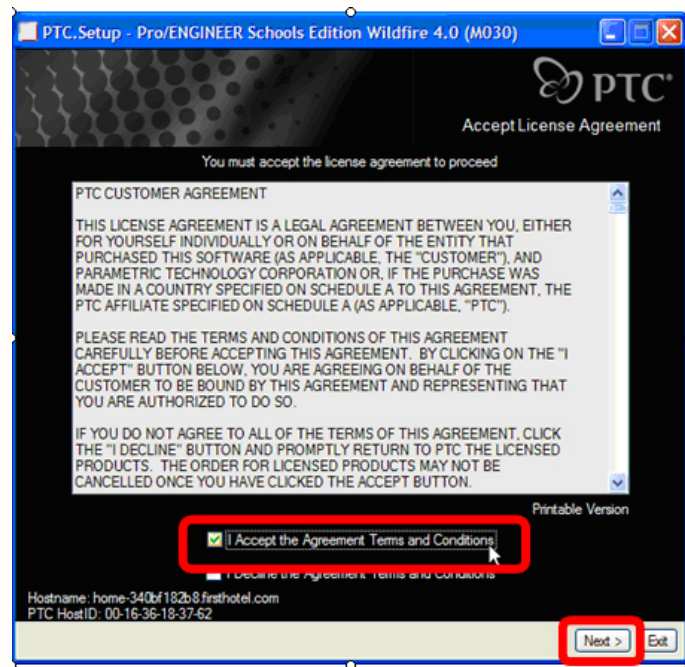 PTC.Setup - Pro/ENGINEER Schools Edition Wildfire 4.0 (M030)
PTC®
Accept License Agreement
You must accept the license agreement to proceed
PTC CUSTOMER AGREEMENT
THIS LICENSE AGREEMENT IS A LEGAL AGREEMENT BETWEEN YOU, EITHER
FOR YOURSELF INDIVIDUALLY OR ON BEHALF OF THE ENTITY THAT
PURCHASED THIS SOFTWARE (AS APPLICABLE, THE "CUSTOMER"), AND
PARAMETRIC TECHNOLOGY CORPORATION OR, IF THE PURCHASE WAS
MADE IN A COUNTRY SPECIFIED ON SCHEDULE A TO THIS AGREEMENT, THE
PTC AFFILIATE SPECIFIED ON SCHEDULE A (AS APPLICABLE, "PTC").
PLEASE READ THE TERMS AND CONDITIONS OF THIS AGREEMENT
CAREFULLY BEFORE ACCEPTING THIS AGREEMENT.  BY CLICKING ON THE "I
ACCEPT" BUTTON BELOW, YOU ARE AGREEING ON BEHALF OF THE
CUSTOMER TO BE BOUND BY THIS AGREEMENT AND REPRESENTING THAT
YOU ARE AUTHORIZED TO DO SO.
IF YOU DO NOT AGREE TO ALL OF THE TERMS OF THIS AGREEMENT, CLICK
THE "I DECLINE" BUTTON AND PROMPTLY RETURN TO PTC THE LICENSED
PRODUCTS.  THE ORDER FOR LICENSED PRODUCTS MAY NOT BE
CANCELLED ONCE YOU HAVE CLICKED THE ACCEPT BUTTON.
Printable Version
I Accept the Agreement Terms and Conditions
I Decline the Agreement Terms and Conditions
Hostname: home-340bf182b8.firsthotel.com
PTC HostID: 00-16-36-18-37-62
Next >
Exit